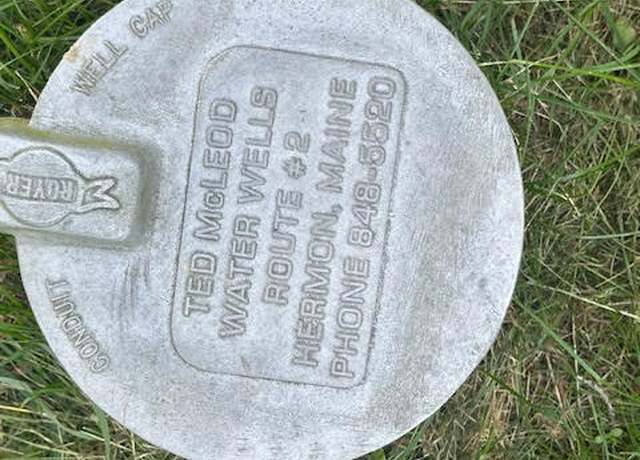 WELL CAP
ROYER
CONDUIT
TED McLEOD
WATER WELLS
ROUTE #2
HERMON, MAINE
PHONE 848-5520